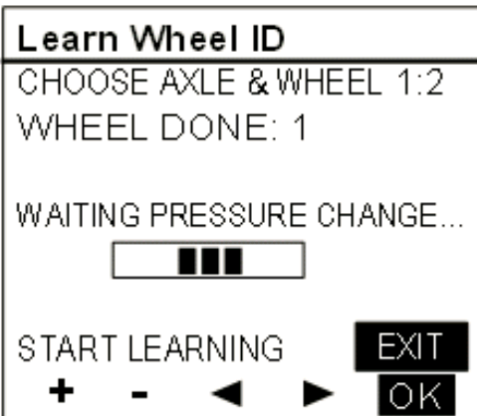 Learn Wheel ID
CHOOSE AXLE & WHEEL 1:2
WHEEL DONE: 1
WAITING PRESSURE CHANGE...
START LEARNING EXIT
+ - ◀ ▶ OK